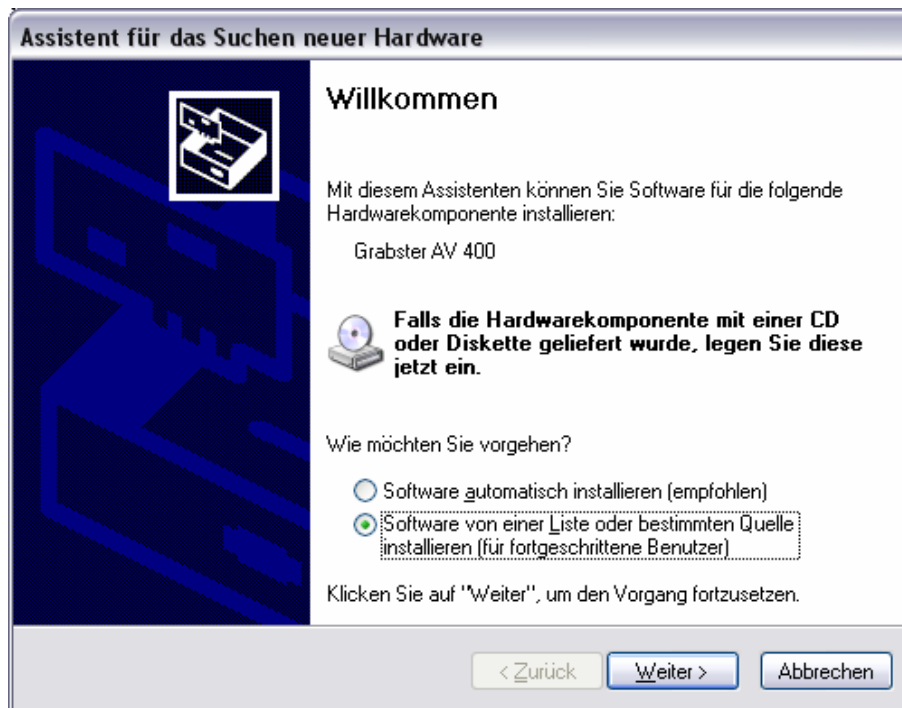 Assistent für das Suchen neuer Hardware
Willkommen
Mit diesem Assistenten können Sie Software für die folgende
Hardwarekomponente installieren:
Grabster AV 400
Falls die Hardwarekomponente mit einer CD
oder Diskette geliefert wurde, legen Sie diese
jetzt ein.
Wie möchten Sie vorgehen?
Software automatisch installieren (empfohlen)
Software von einer Liste oder bestimmten Quelle
installieren (für fortgeschrittene Benutzer)
Klicken Sie auf "Weiter", um den Vorgang fortzusetzen.
< Zurück Weiter > Abbrechen